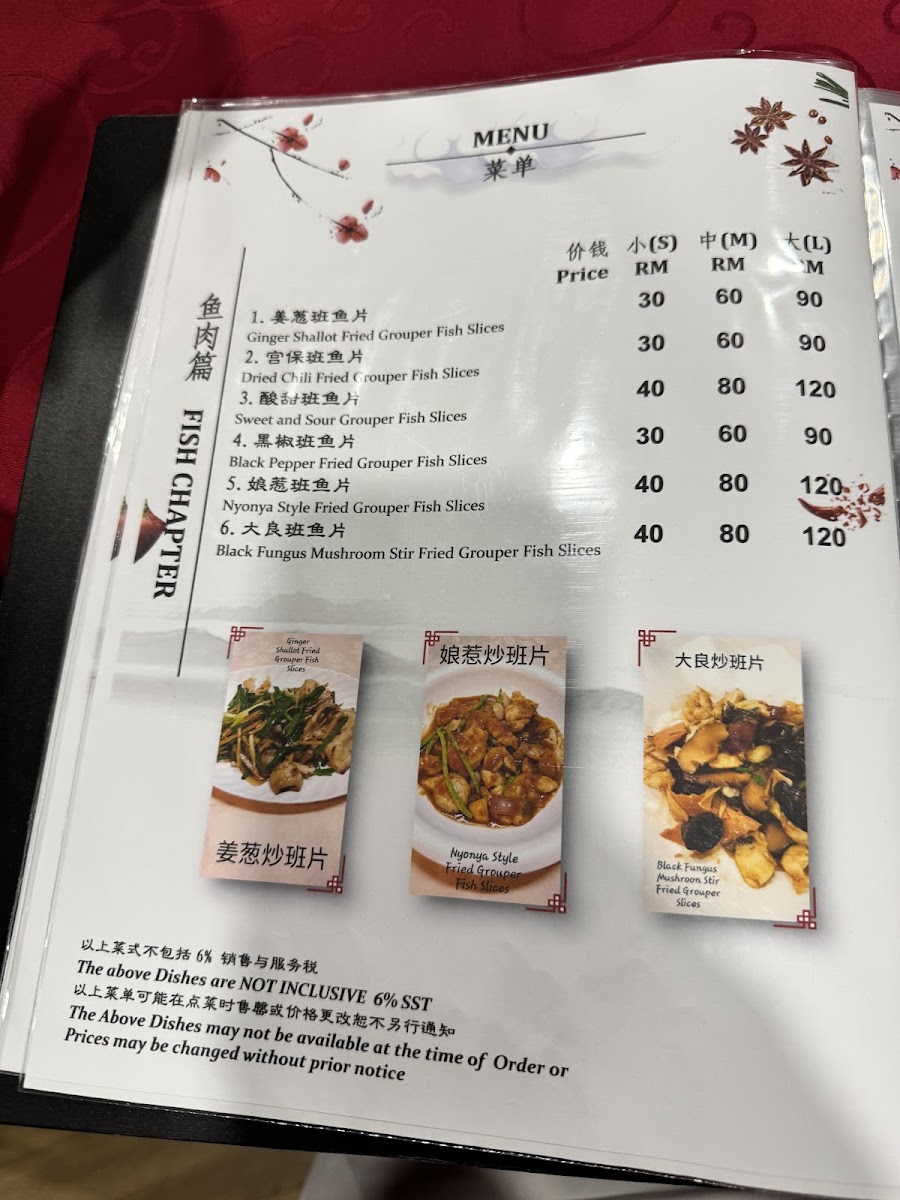 MENU
菜单
价钱 小(S) 中(M) 大(L)
Price RM RM RM
鱼肉篇 FISH CHAPTER
1. 姜葱班鱼片 30 60 90
Ginger Shallot Fried Grouper Fish Slices
2. 宫保班鱼片 30 60 90
Dried Chili Fried Grouper Fish Slices
3. 酸甜班鱼片 40 80 120
Sweet and Sour Grouper Fish Slices
4. 黑椒班鱼片 30 60 90
Black Pepper Fried Grouper Fish Slices
5. 娘惹班鱼片 40 80 120
Nyonya Style Fried Grouper Fish Slices
6. 大良班鱼片 40 80 120
Black Fungus Mushroom Stir Fried Grouper Fish Slices
Ginger
Shallot Fried
Grouper Fish
Slices
姜葱炒班片
娘惹炒班片
Nyonya Style
Fried Grouper
Fish Slices
大良炒班片
Black Fungus
Mushroon Stir
Fried Grouper
Slices
以上菜式不包括 6% 销售与服务税
The above Dishes are NOT INCLUSIVE 6% SST
以上菜单可能在点菜时售罄或价格更改恕不另行通知
The Above Dishes may not be available at the time of Order or
Prices may be changed without prior notice